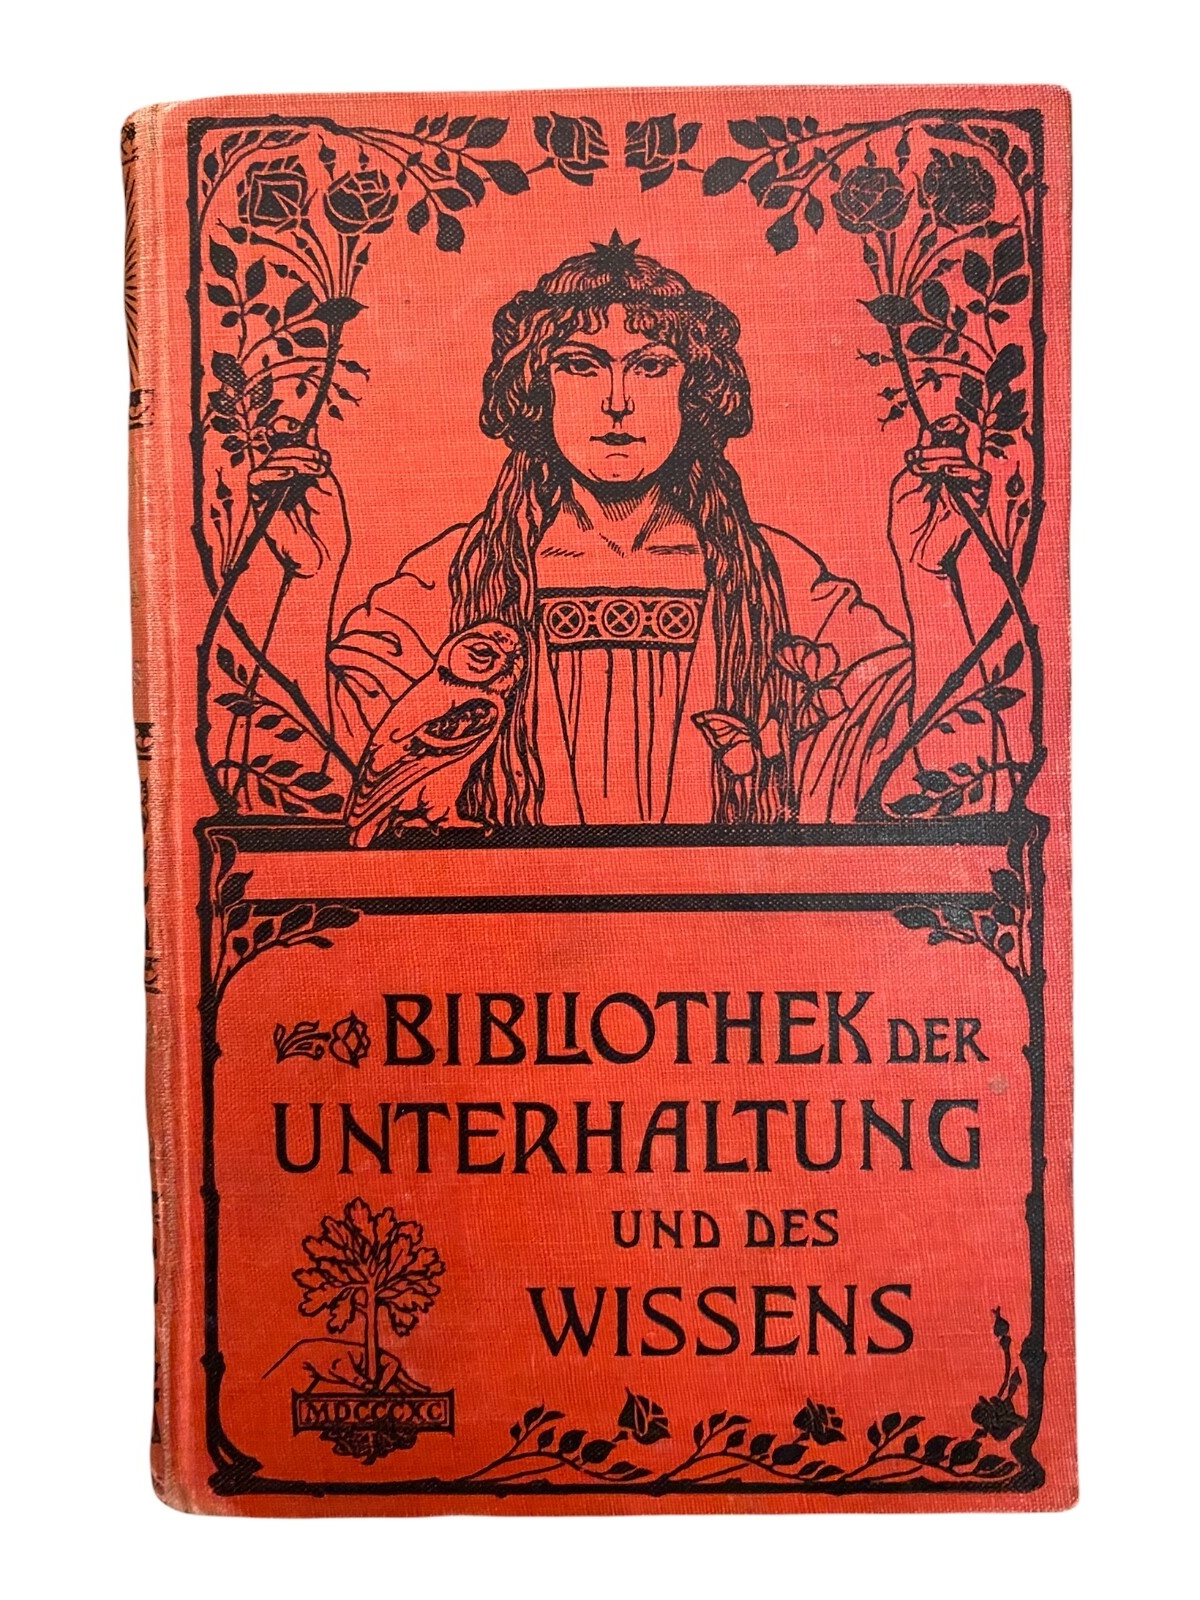 BIBLIOTHEK DER
UNTERHALTUNG
UND DES
WISSENS
MDCCCXC